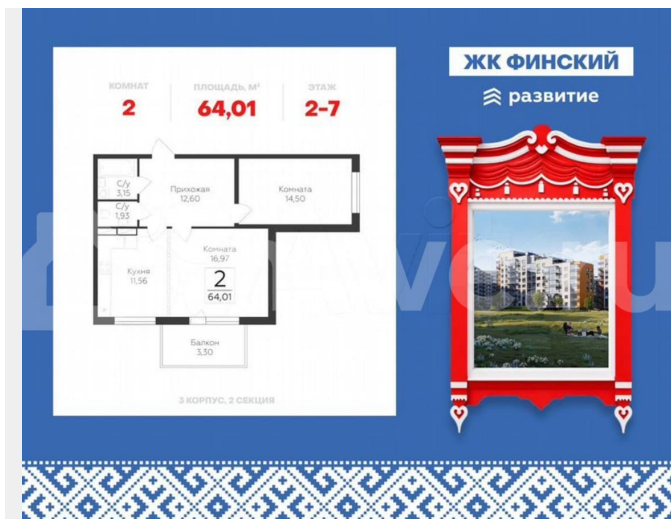 КОМНАТ
2
ПЛОЩАДЬ, М²
64,01
ЭТАЖ
2-7
ЖК ФИНСКИЙ
развитие
С/у
3,15
С/у
1,93
Прихожая
12,60
Комната
14,50
Кухня
11,56
Комната
16,97
2
64,01
Балкон
3,30
3 КОРПУС, 2 СЕКЦИЯ